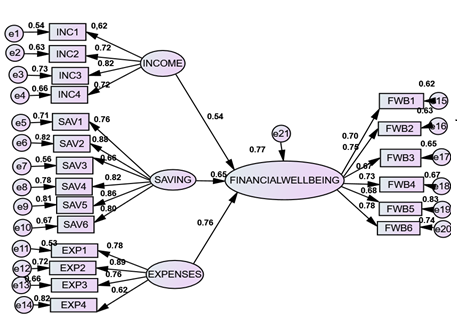 e1 0.54 INC1 0.62
e2 0.63 INC2 0.72
e3 0.73 INC3 0.82
e4 0.66 INC4 0.72
INCOME
0.54
e5 0.71 SAV1 0.76
e6 0.82 SAV2 0.88
e7 0.56 SAV3 0.66
e8 0.78 SAV4 0.82
e9 0.81 SAV5 0.86
e10 0.67 SAV6 0.80
SAVING
0.65
e11 0.53 EXP1 0.78
e12 0.72 EXP2 0.89
e13 0.66 EXP3 0.76
e14 0.82 EXP4 0.62
EXPENSES
0.76
e21
0.77
FINANCIALWELLBEING
0.70 FWB1 0.62 e15
FWB2 0.63 e16
FWB3 0.65 e17
0.73 FWB4 0.67 e18
0.68 FWB5 0.83 e19
0.78 FWB6 0.74 e20